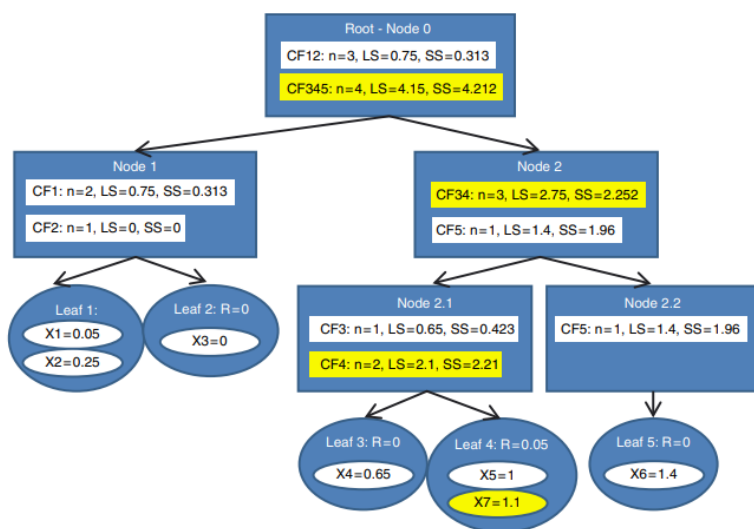 Root - Node 0
CF12: n=3, LS=0.75, SS=0.313
CF345: n=4, LS=4.15, SS=4.212
Node 1
CF1: n=2, LS=0.75, SS=0.313
CF2: n=1, LS=0, SS=0
Node 2
CF34: n=3, LS=2.75, SS=2.252
CF5: n=1, LS=1.4, SS=1.96
Leaf 1:
X1=0.05
X2=0.25
Leaf 2: R=0
X3=0
Node 2.1
CF3: n=1, LS=0.65, SS=0.423
CF4: n=2, LS=2.1, SS=2.21
Node 2.2
CF5: n=1, LS=1.4, SS=1.96
Leaf 3: R=0
X4=0.65
Leaf 4: R=0.05
X5=1
X7=1.1
Leaf 5: R=0
X6=1.4